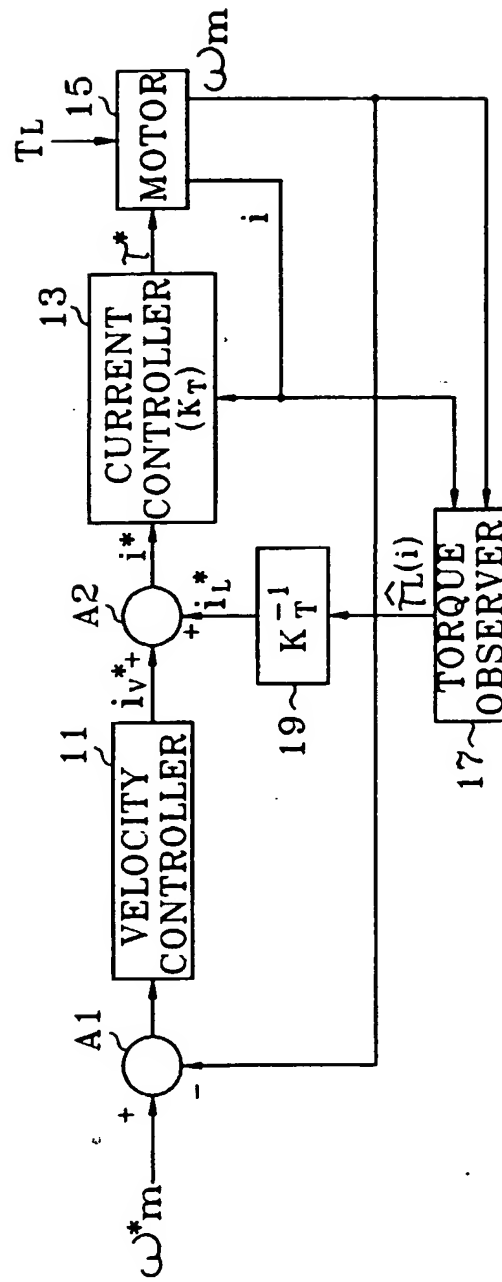 ω*m
+
-
A1
11
VELOCITY
CONTROLLER
iv*
+
A2
+
i*
iL*
13
CURRENT
CONTROLLER
(KT)
τ*
TL
15
MOTOR
ωm
i
19
KT⁻¹
τ̂L(i)
17
TORQUE
OBSERVER